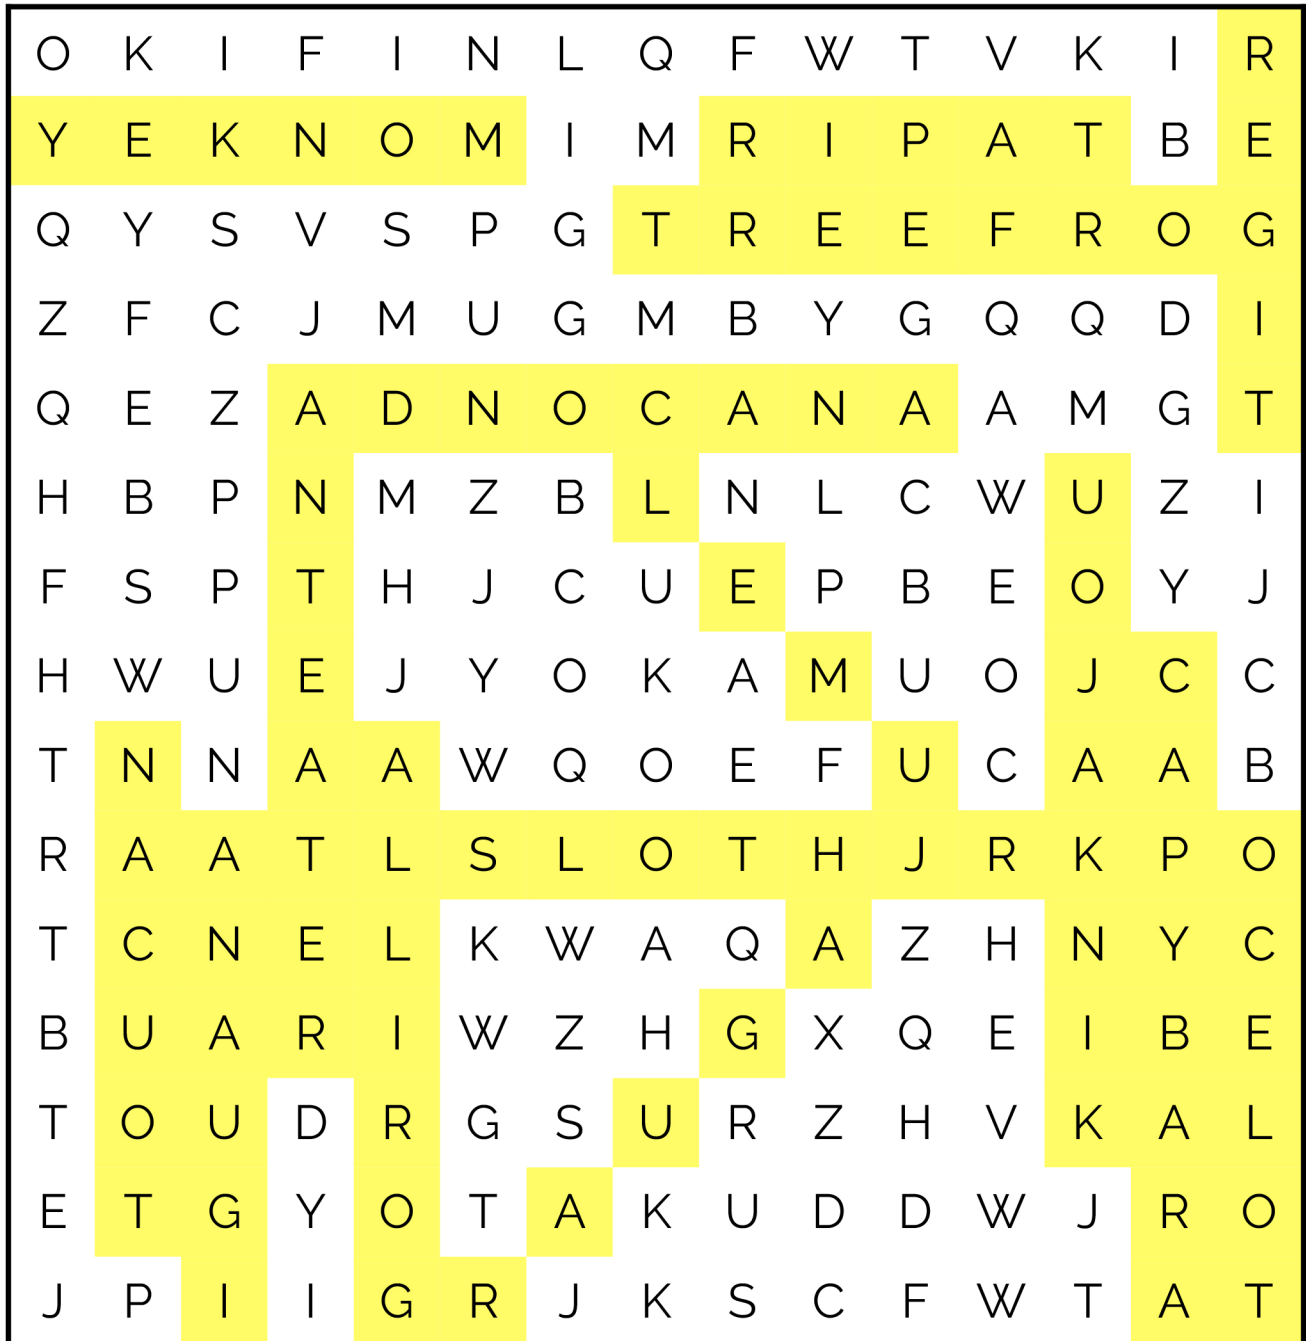 O K I F I N L Q F W T V K I R
Y E K N O M I M R I P A T B E
Q Y S V S P G T R E E F R O G
Z F C J M U G M B Y G Q Q D I
Q E Z A D N O C A N A A M G T
H B P N M Z B L N L C W U Z I
F S P T H J C U E P B E O Y J
H W U E J Y O K A M U O J C C
T N N A A W Q O E F U C A A B
R A A T L S L O T H J R K P O
T C N E L K W A Q A Z H N Y C
B U A R I W Z H G X Q E I B E
T O U D R G S U R Z H V K A L
E T G Y O T A K U D D W J R O
J P I I G R J K S C F W T A T